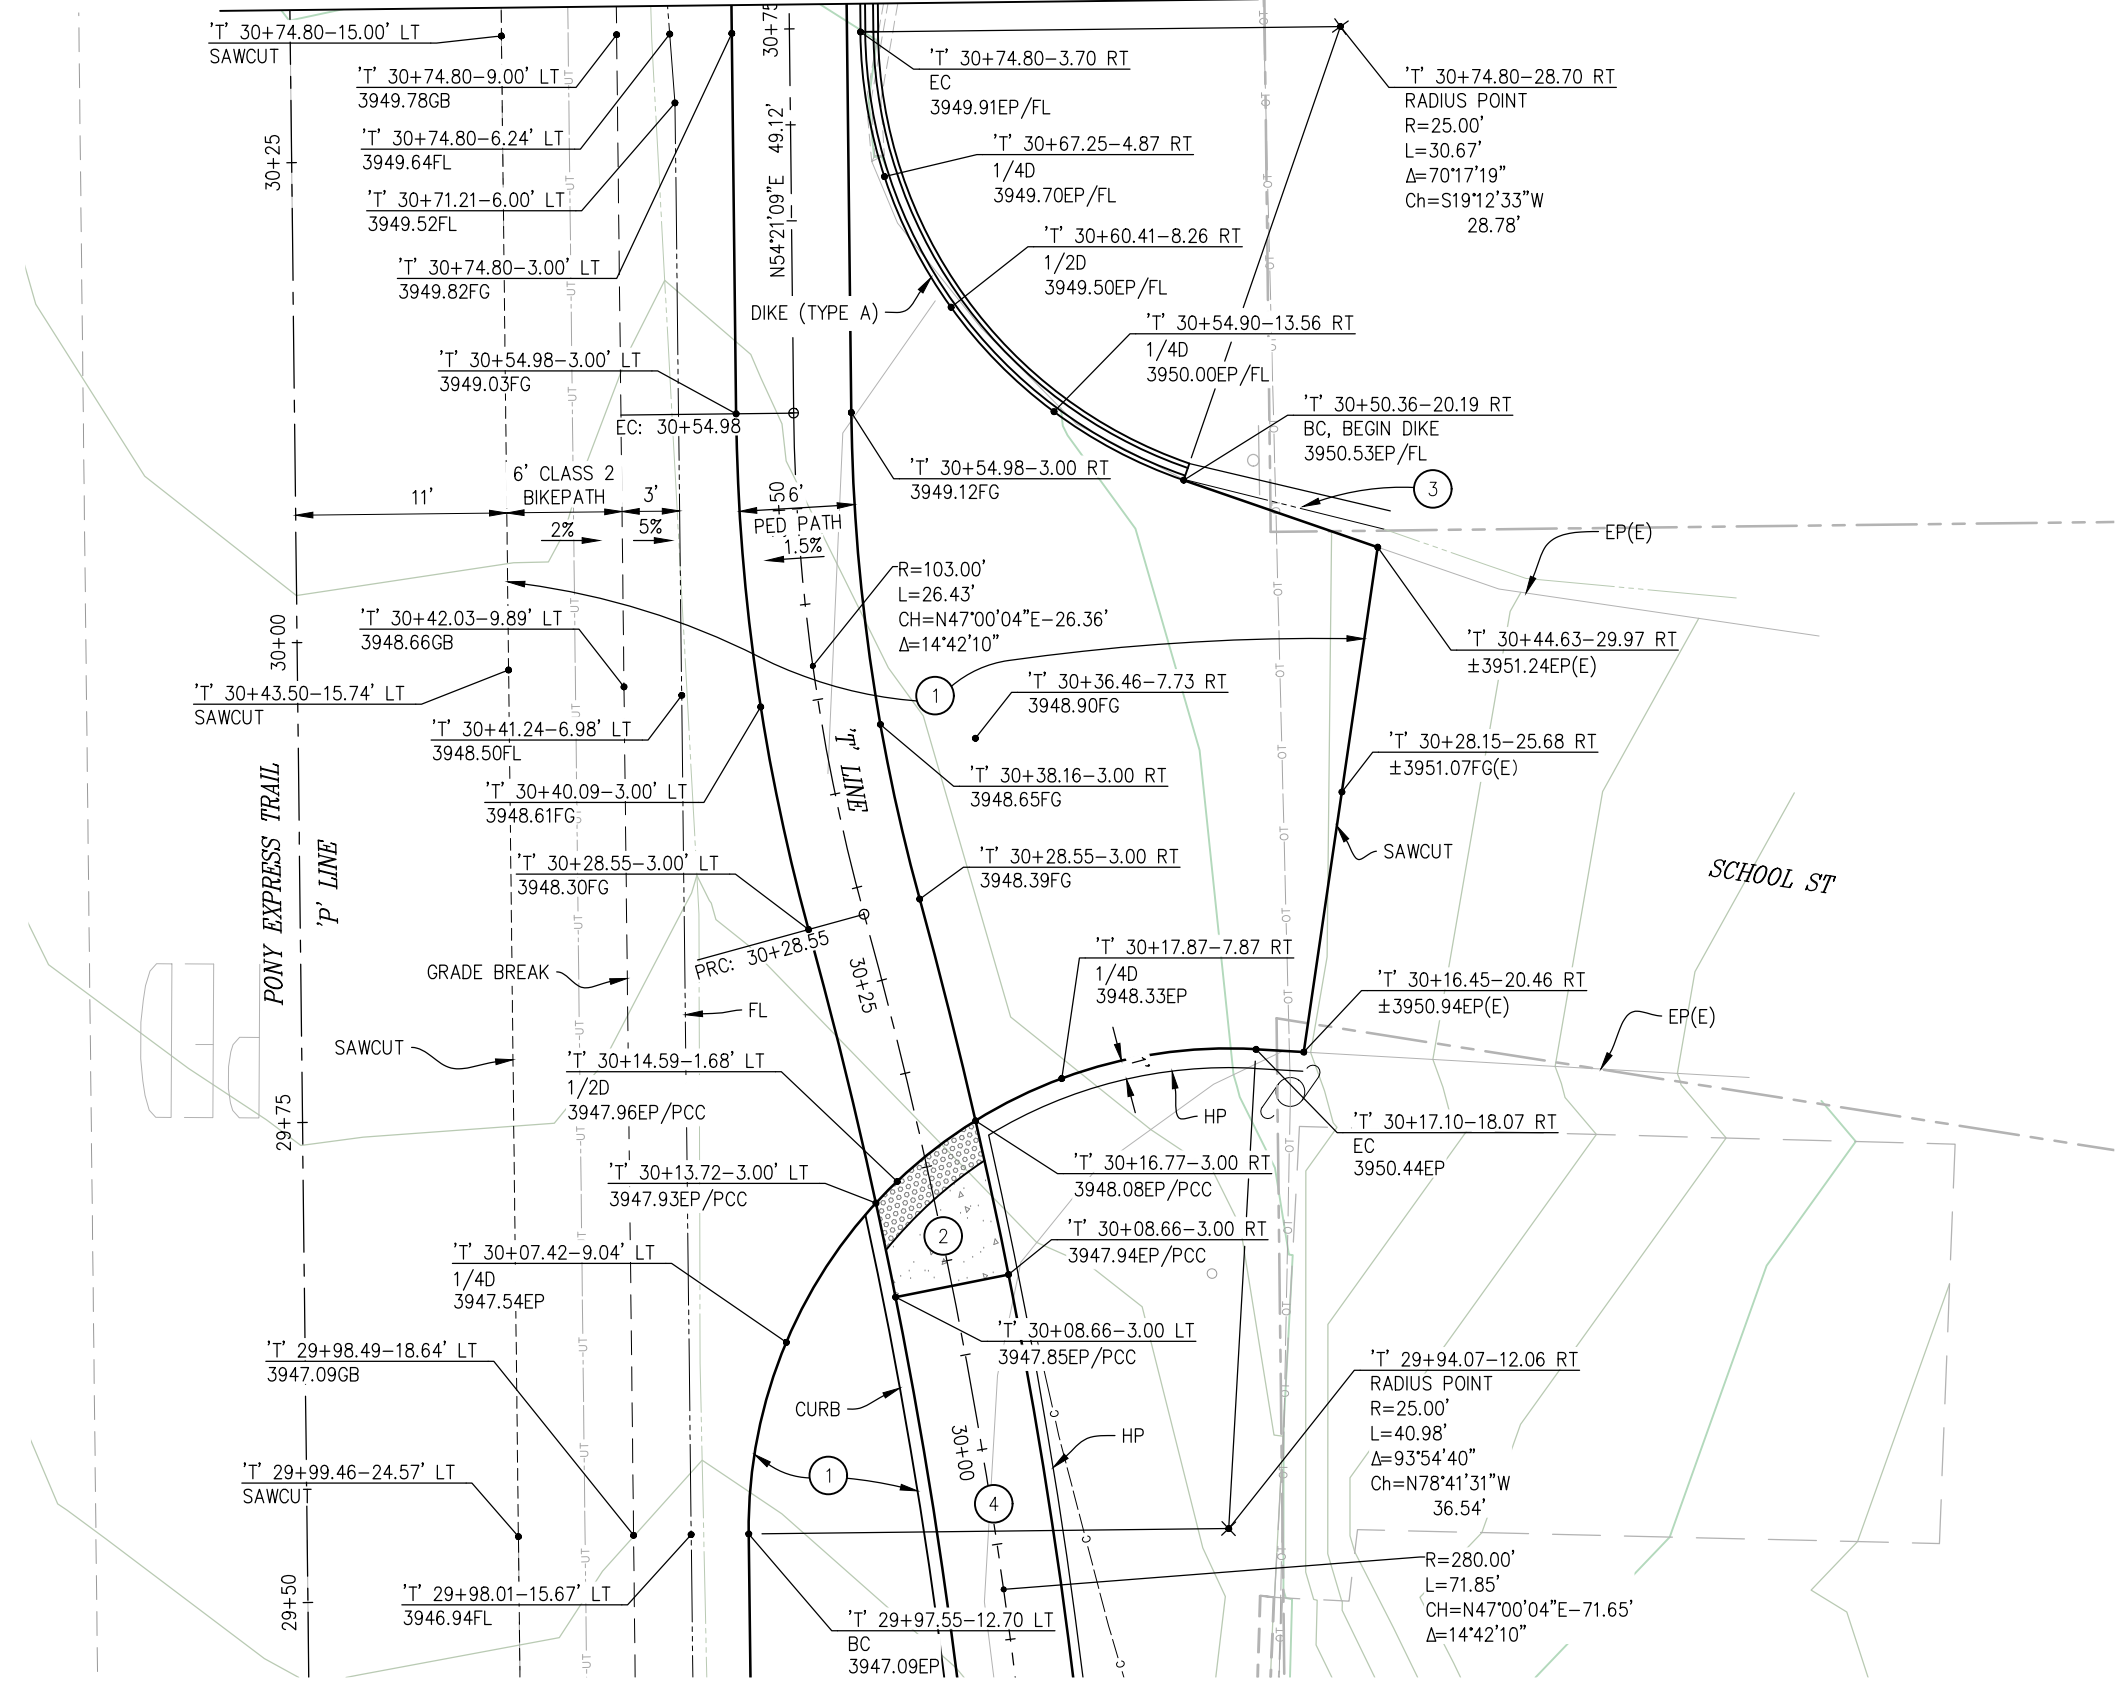 'T' 30+74.80-15.00' LT
SAWCUT
'T' 30+74.80-9.00' LT
3949.78GB
'T' 30+74.80-6.24' LT
3949.64FL
'T' 30+71.21-6.00' LT
3949.52FL
'T' 30+74.80-3.00' LT
3949.82FG
30+75
N54°21'09"E 49.12'
'T' 30+74.80-3.70 RT
EC
3949.91EP/FL
'T' 30+67.25-4.87 RT
1/4D
3949.70EP/FL
'T' 30+60.41-8.26 RT
1/2D
3949.50EP/FL
'T' 30+74.80-28.70 RT
RADIUS POINT
R=25.00'
L=30.67'
Δ=70°17'19"
Ch=S19°12'33"W
28.78'
30+25
DIKE (TYPE A)
'T' 30+54.90-13.56 RT
1/4D
3950.00EP/FL
'T' 30+54.98-3.00' LT
3949.03FG
EC: 30+54.98
'T' 30+50.36-20.19 RT
BC, BEGIN DIKE
3950.53EP/FL
3
'T' 30+54.98-3.00 RT
3949.12FG
11'
6' CLASS 2
BIKEPATH
2%
3'
5%
+50
6'
PED PATH
1.5%
EP(E)
R=103.00'
L=26.43'
CH=N47°00'04"E-26.36'
Δ=14°42'10"
30+00
'T' 30+42.03-9.89' LT
3948.66GB
'T' 30+44.63-29.97 RT
±3951.24EP(E)
'T' 30+43.50-15.74' LT
SAWCUT
1
'T' 30+36.46-7.73 RT
3948.90FG
'T' 30+41.24-6.98' LT
3948.50FL
'T' LINE
'T' 30+28.15-25.68 RT
±3951.07FG(E)
'T' 30+38.16-3.00 RT
3948.65FG
'T' 30+40.09-3.00' LT
3948.61FG
PONY EXPRESS TRAIL
'P' LINE
'T' 30+28.55-3.00' LT
3948.30FG
'T' 30+28.55-3.00 RT
3948.39FG
SAWCUT
SCHOOL ST
PRC: 30+28.55
GRADE BREAK
30+25
'T' 30+17.87-7.87 RT
1/4D
3948.33EP
'T' 30+16.45-20.46 RT
±3950.94EP(E)
FL
EP(E)
SAWCUT
'T' 30+14.59-1.68' LT
1/2D
3947.96EP/PCC
1'
HP
29+75
'T' 30+17.10-18.07 RT
EC
3950.44EP
'T' 30+13.72-3.00' LT
3947.93EP/PCC
'T' 30+16.77-3.00 RT
3948.08EP/PCC
2
'T' 30+08.66-3.00 RT
3947.94EP/PCC
'T' 30+07.42-9.04' LT
1/4D
3947.54EP
'T' 30+08.66-3.00 LT
3947.85EP/PCC
'T' 29+98.49-18.64' LT
3947.09GB
'T' 29+94.07-12.06 RT
RADIUS POINT
R=25.00'
L=40.98'
Δ=93°54'40"
Ch=N78°41'31"W
36.54'
CURB
HP
30+00
'T' 29+99.46-24.57' LT
SAWCUT
1
4
R=280.00'
L=71.85'
CH=N47°00'04"E-71.65'
Δ=14°42'10"
29+50
'T' 29+98.01-15.67' LT
3946.94FL
'T' 29+97.55-12.70 LT
BC
3947.09EP